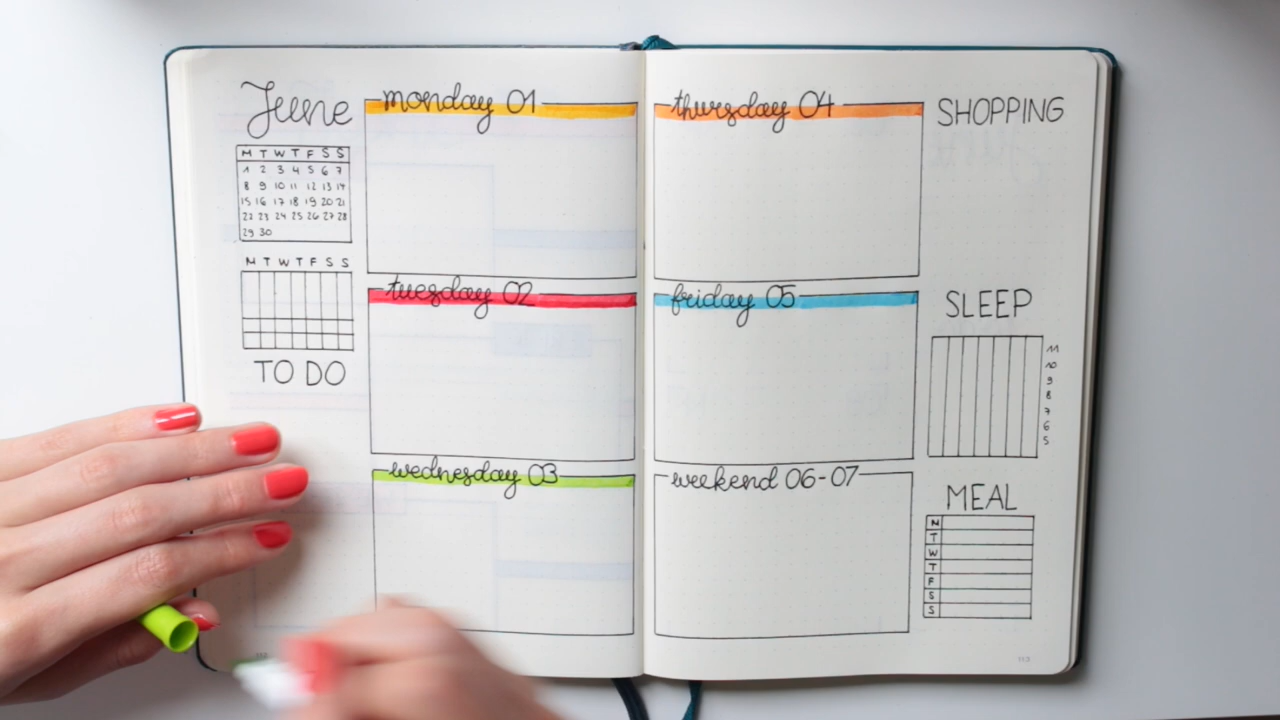 June
M T W T F S S
1 2 3 4 5 6 7
8 9 10 11 12 13 14
15 16 17 18 19 20 21
22 23 24 25 26 27 28
29 30
M T W T F S S
TO DO
monday 01
tuesday 02
wednesday 03
thursday 04
friday 05
weekend 06-07
SHOPPING
SLEEP
11
10
9
8
7
6
5
MEAL
M
T
W
T
F
S
S
113